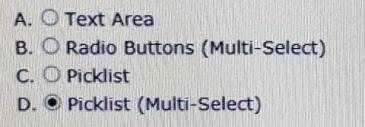 A. Text Area
B. Radio Buttons (Multi-Select)
C. Picklist
D. Picklist (Multi-Select)